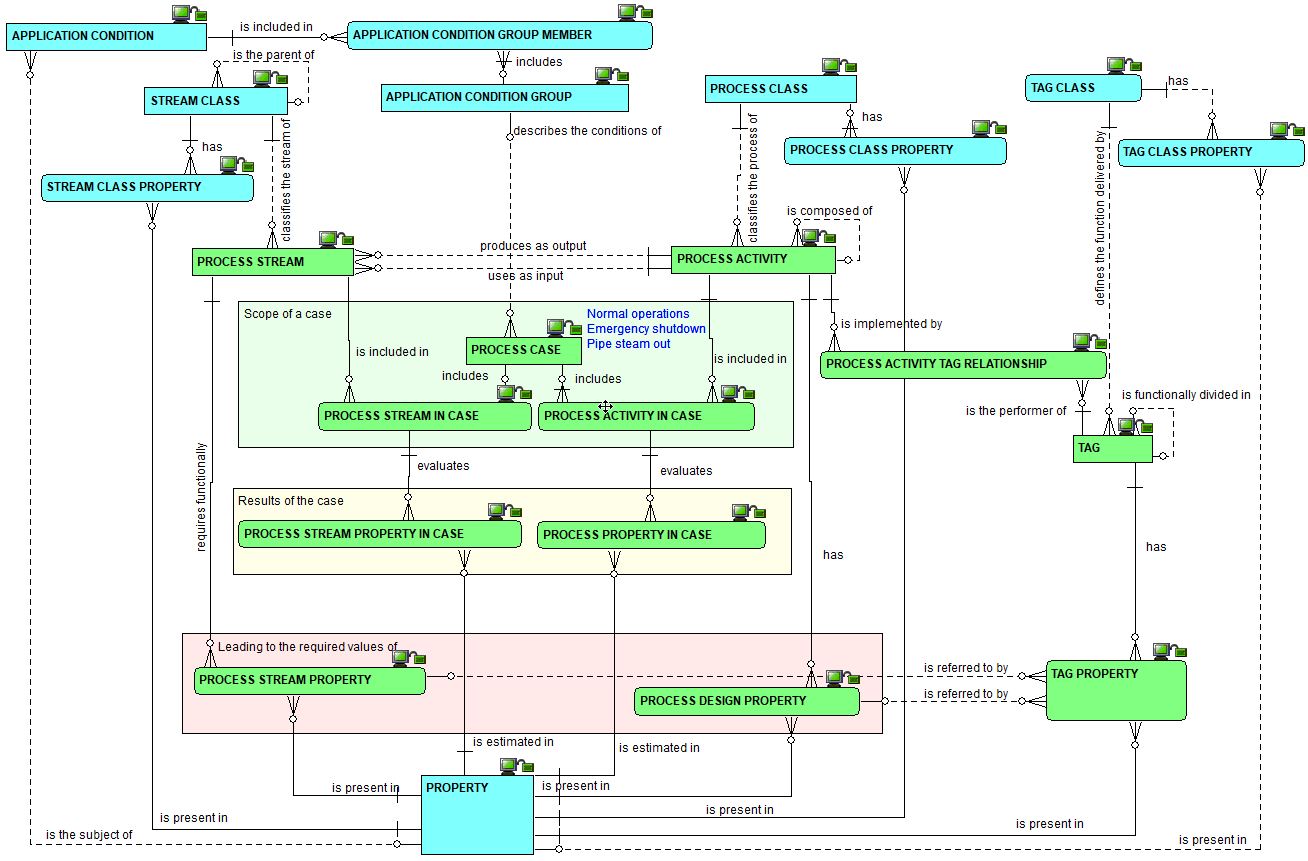 is included in
APPLICATION CONDITION
APPLICATION CONDITION GROUP MEMBER
is the parent of
includes
STREAM CLASS
APPLICATION CONDITION GROUP
PROCESS CLASS
has
TAG CLASS
has
describes the conditions of
has
PROCESS CLASS PROPERTY
TAG CLASS PROPERTY
STREAM CLASS PROPERTY
classifies the stream of
classifies the process of
defines the function delivered by
is composed of
produces as output
PROCESS STREAM
PROCESS ACTIVITY
uses as input
Scope of a case
Normal operations
Emergency shutdown
Pipe steam out
is implemented by
PROCESS CASE
is included in
is included in
PROCESS ACTIVITY TAG RELATIONSHIP
includes
includes
is functionally divided in
PROCESS STREAM IN CASE
PROCESS ACTIVITY IN CASE
is the performer of
TAG
requires functionally
evaluates
evaluates
Results of the case
PROCESS STREAM PROPERTY IN CASE
PROCESS PROPERTY IN CASE
has
has
Leading to the required values of
PROCESS STREAM PROPERTY
is referred to by
TAG PROPERTY
PROCESS DESIGN PROPERTY
is referred to by
is estimated in
is estimated in
PROPERTY
is present in
is present in
is present in
is present in
is present in
is the subject of
is present in